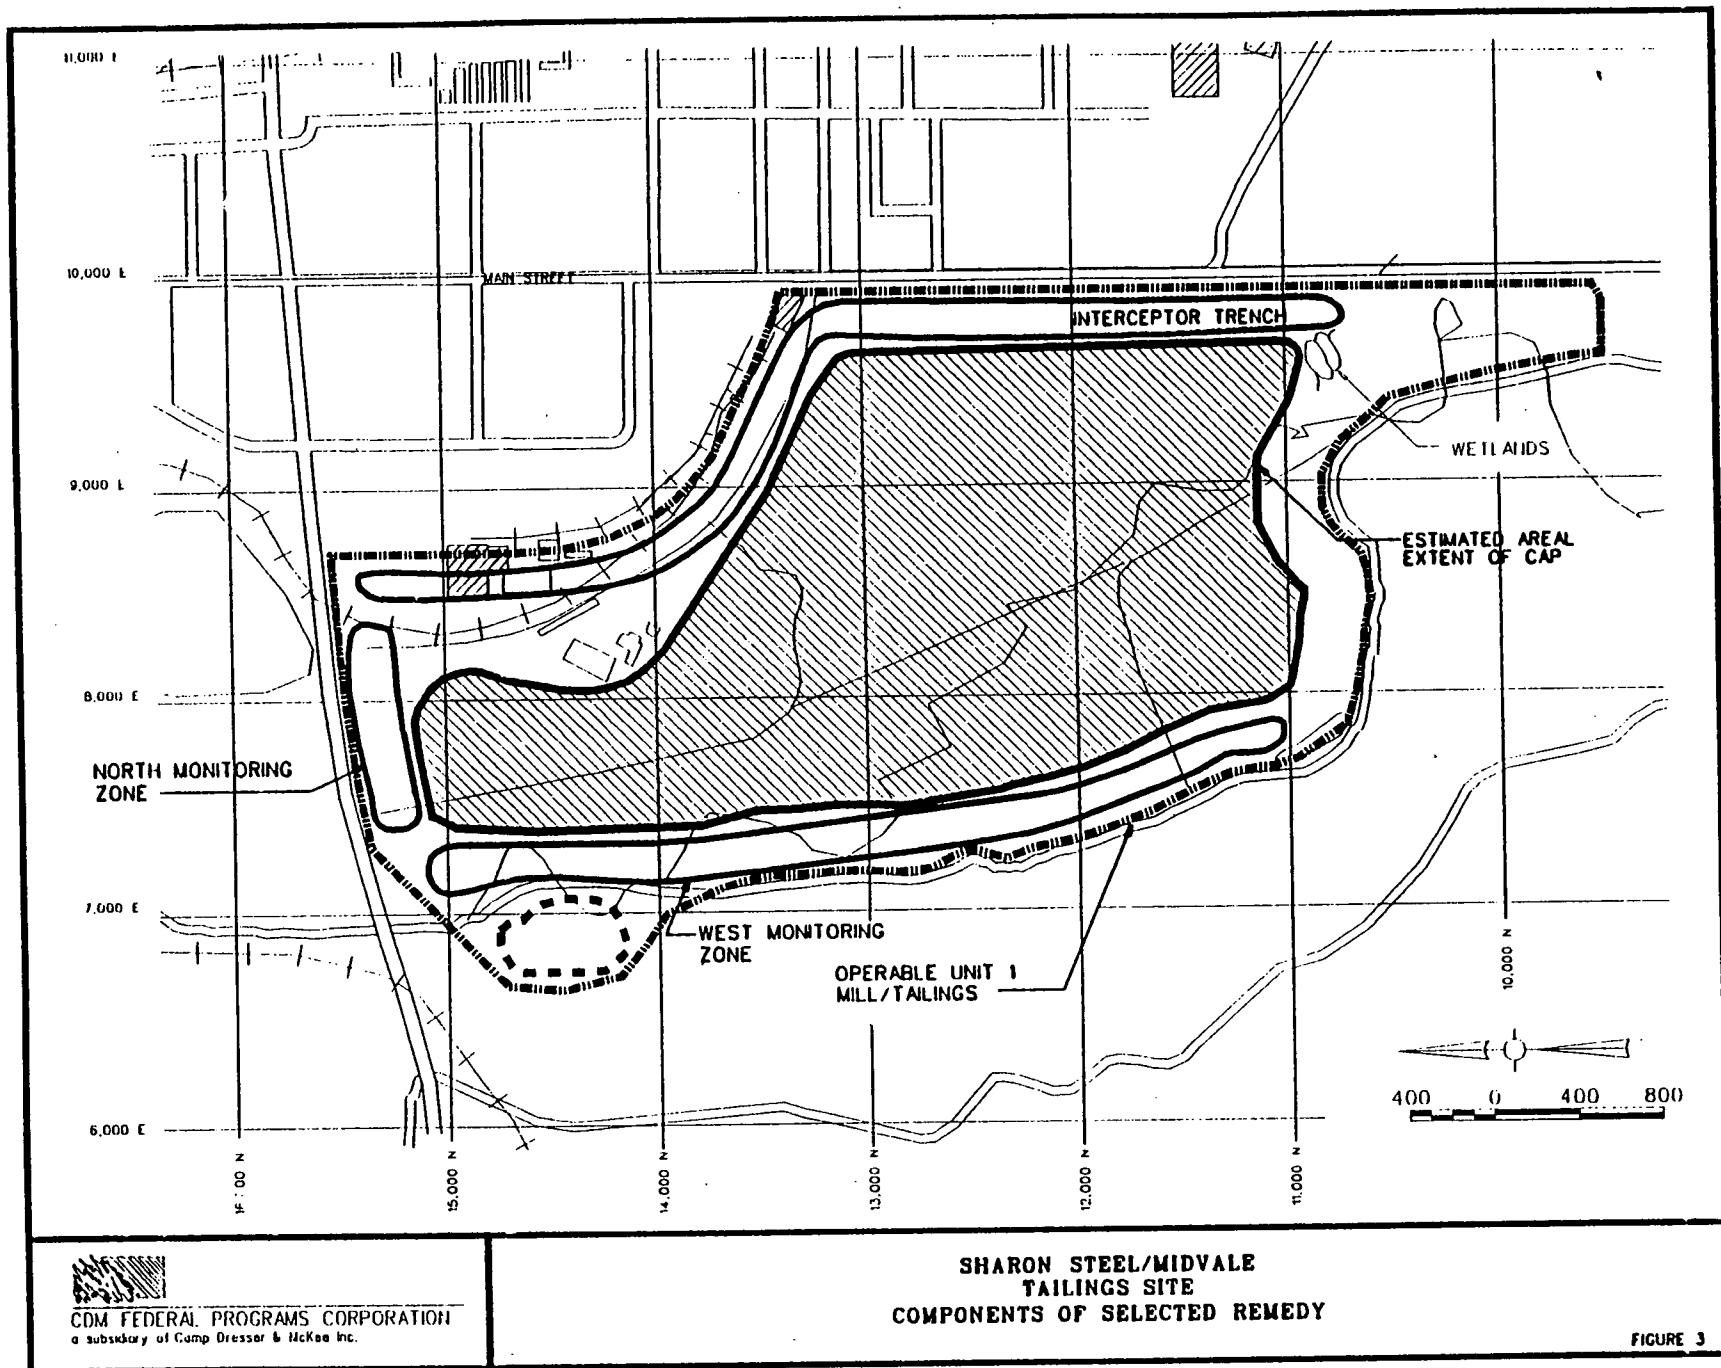 11,000 E
10,000 E
MAIN STREET
INTERCEPTOR TRENCH
WETLANDS
9,000 E
ESTIMATED AREAL
EXTENT OF CAP
8,000 E
NORTH MONITORING
ZONE
7,000 E
WEST MONITORING
ZONE
OPERABLE UNIT 1
MILL/TAILINGS
6,000 E
15,000 N
14,000 N
13,000 N
12,000 N
11,000 N
10,000 N
400 0 400 800
CDM FEDERAL PROGRAMS CORPORATION
a subsidiary of Camp Dresser & McKee Inc.
SHARON STEEL/MIDVALE
TAILINGS SITE
COMPONENTS OF SELECTED REMEDY
FIGURE 3